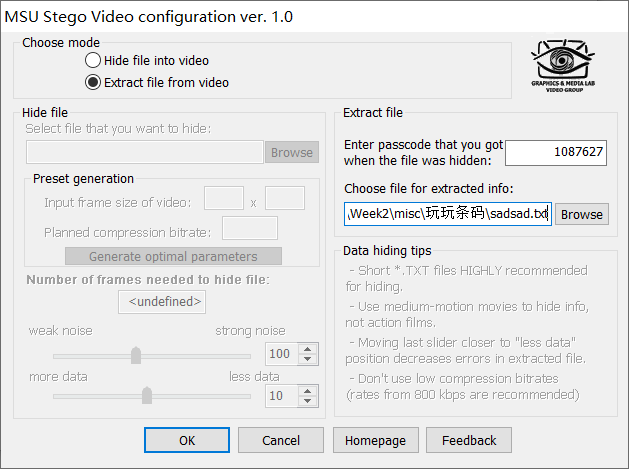 MSU Stego Video configuration ver. 1.0
Choose mode
Hide file into video
Extract file from video
GRAPHICS & MEDIA LAB
VIDEO GROUP
Hide file
Select file that you want to hide:
Browse
Preset generation
Input frame size of video:
x
Planned compression bitrate:
Generate optimal parameters
Number of frames needed to hide file:
<undefined>
weak noise
strong noise
100
more data
less data
10
Extract file
Enter passcode that you got
when the file was hidden:
1087627
Choose file for extracted info:
\Week2\misc\玩玩条码\sadsad.txt
Browse
Data hiding tips
- Short *.TXT files HIGHLY recommended
for hiding.
- Use medium-motion movies to hide info,
not action films.
- Moving last slider closer to "less data"
position decreases errors in extracted file.
- Don't use low compression bitrates
(rates from 800 kbps are recommended)
OK
Cancel
Homepage
Feedback